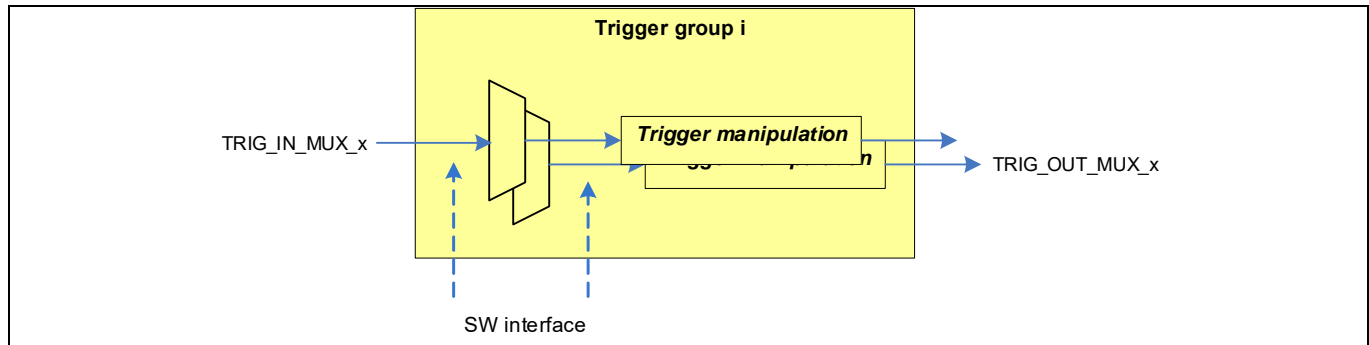 Trigger group i
TRIG_IN_MUX_x
Trigger manipulation
TRIG_OUT_MUX_x
SW interface